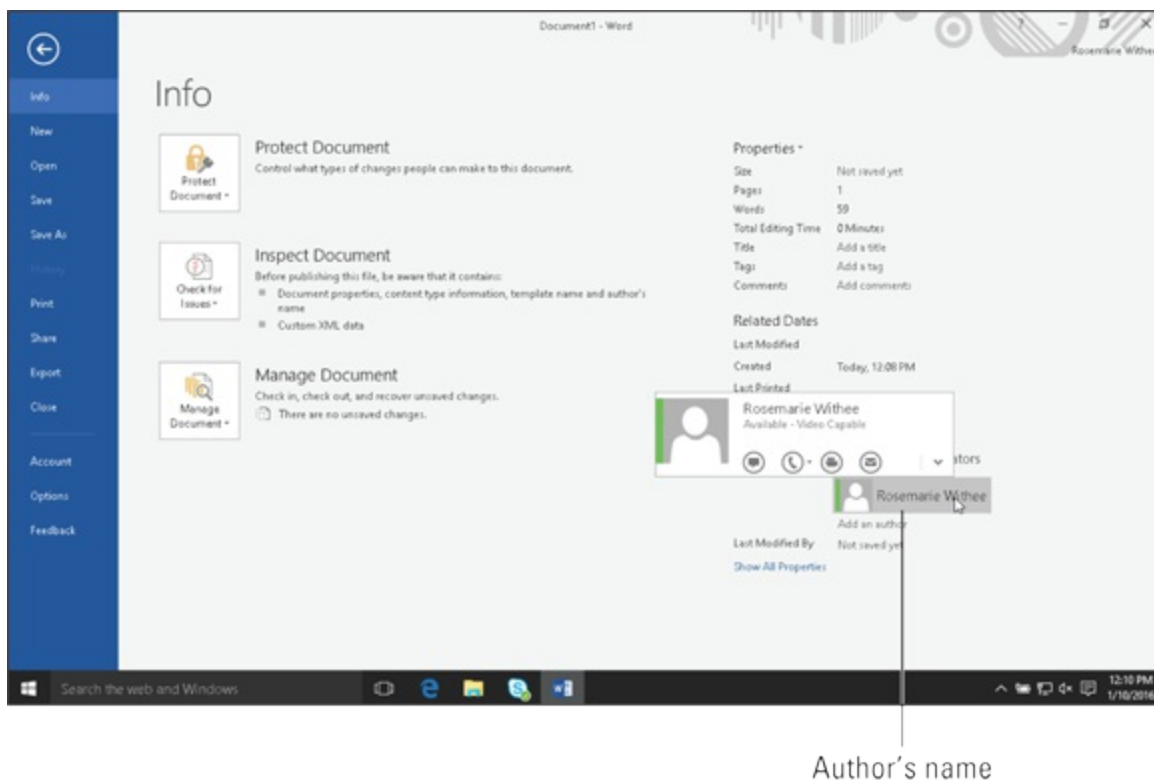 Document1 - Word
Rosemarie Withe
Info
New
Open
Save
Save As
History
Print
Share
Export
Close
Account
Options
Feedback
Info
Protect Document
Protect Document
Control what types of changes people can make to this document.
Check for Issues
Inspect Document
Before publishing this file, be aware that it contains:
Document properties, content type information, template name and author's
name
Custom XML data
Manage Document
Manage Document
Check in, check out, and recover unsaved changes.
There are no unsaved changes.
Properties
Size Not saved yet
Pages 1
Words 59
Total Editing Time 0 Minutes
Title Add a title
Tags Add a tag
Comments Add comments
Related Dates
Last Modified
Created Today, 12:08 PM
Last Printed
Rosemarie Withee
Available - Video Capable
ators
Rosemarie Withee
Add an author
Last Modified By Not saved yet
Show All Properties
Search the web and Windows
12:10 PM
1/10/2016
Author's name